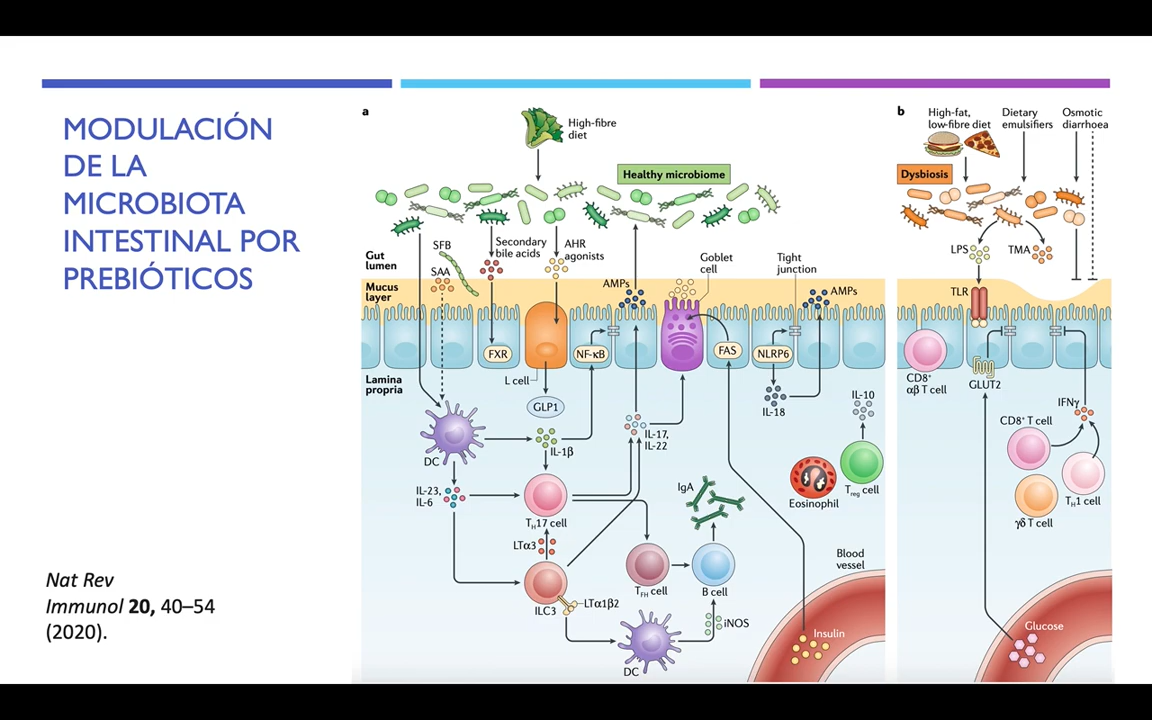 MODULACIÓN
DE LA
MICROBIOTA
INTESTINAL POR
PREBIÓTICOS
Nat Rev
Immunol 20, 40–54
(2020).
a
High-fibre
diet
Healthy microbiome
Gut
lumen
SFB
SAA
Secondary
bile acids
AHR
agonists
AMPs
Goblet
cell
Tight
junction
AMPs
Mucus
layer
FXR
L cell
NF-κB
FAS
NLRP6
Lamina
propria
GLP1
IL-18
IL-10
DC
IL-1β
IL-17,
IL-22
IL-23,
IL-6
TH17 cell
IgA
Eosinophil
Treg cell
LTα3
ILC3
LTα1β2
TFH cell
B cell
iNOS
DC
Blood
vessel
Insulin
b
High-fat,
low-fibre diet
Dietary
emulsifiers
Osmotic
diarrhoea
Dysbiosis
LPS
TMA
TLR
CD8+
αβ T cell
GLUT2
IFNγ
CD8+ T cell
TH1 cell
γδ T cell
Glucose